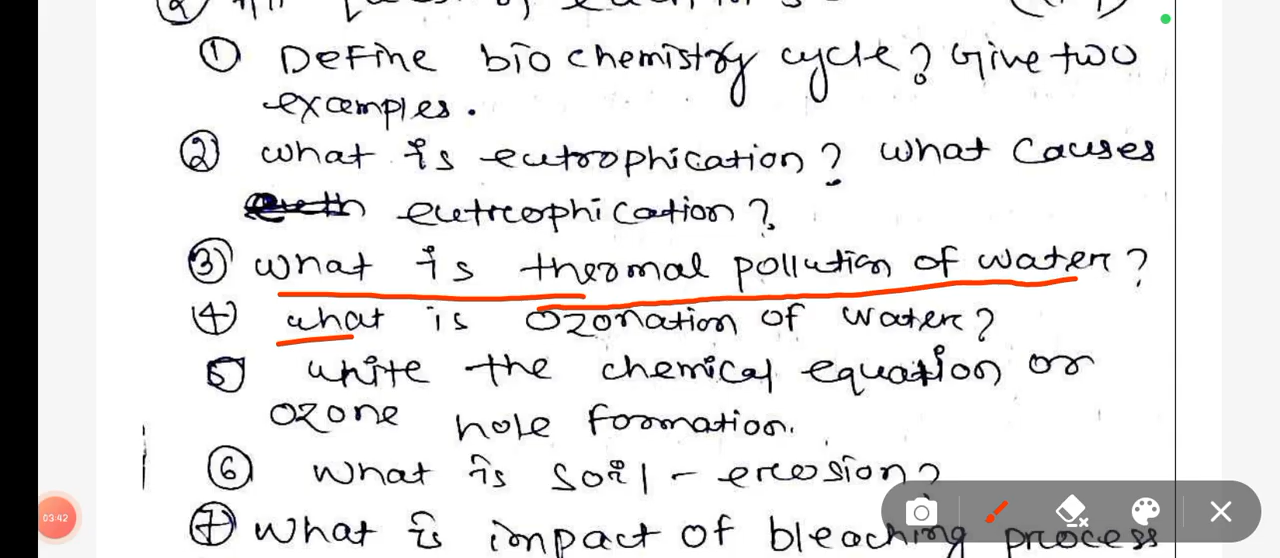 ① Define bio chemistry cycle? Give two
examples.
② What is eutrophication? What causes
eutrophication?
③ What is thermal pollution of water?
④ What is ozonation of water?
5 write the chemical equation or
ozone hole formation.
⑥ What is soil - erosion?
⑦ What is impact of bleaching process
03:42